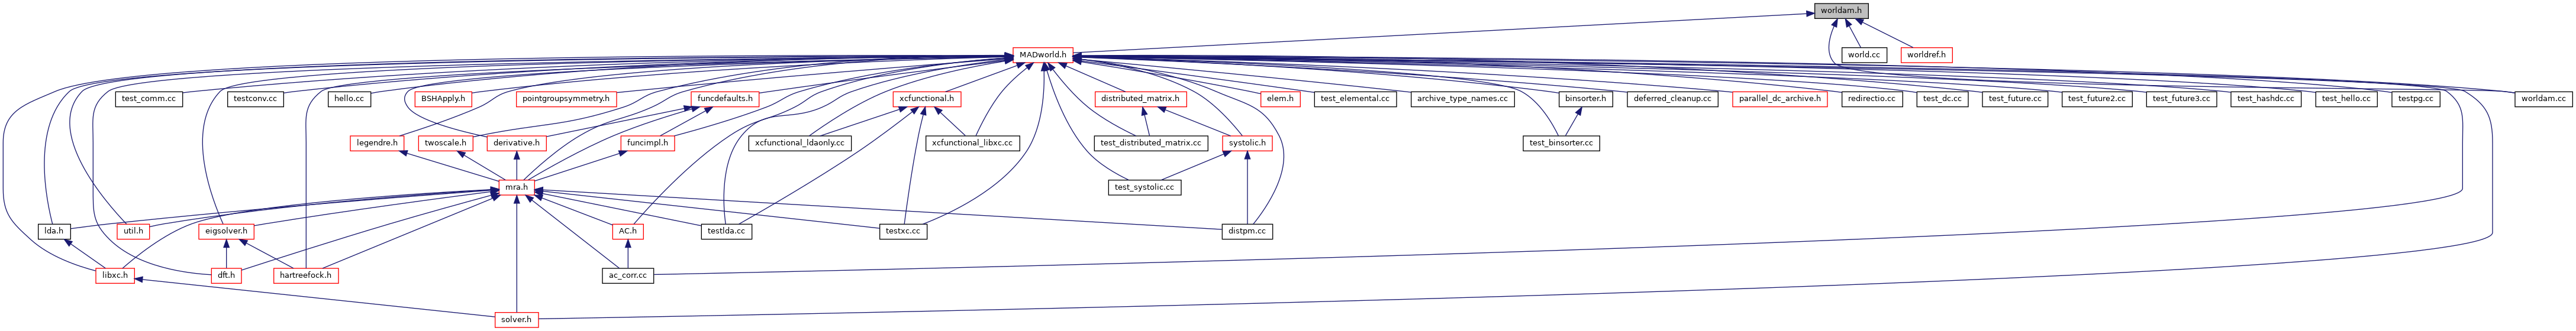 worldam.h
MADworld.h
world.cc
worldref.h
test_comm.cc
testconv.cc
hello.cc
BSHApply.h
pointgroupsymmetry.h
funcdefaults.h
xcfunctional.h
distributed_matrix.h
elem.h
test_elemental.cc
archive_type_names.cc
binsorter.h
deferred_cleanup.cc
parallel_dc_archive.h
redirectio.cc
test_dc.cc
test_future.cc
test_future2.cc
test_future3.cc
test_hashdc.cc
test_hello.cc
testpg.cc
worldam.cc
legendre.h
twoscale.h
derivative.h
funcimpl.h
xcfunctional_ldaonly.cc
xcfunctional_libxc.cc
test_distributed_matrix.cc
systolic.h
test_binsorter.cc
mra.h
test_systolic.cc
lda.h
util.h
eigsolver.h
AC.h
testlda.cc
testxc.cc
distpm.cc
libxc.h
dft.h
hartreefock.h
ac_corr.cc
solver.h